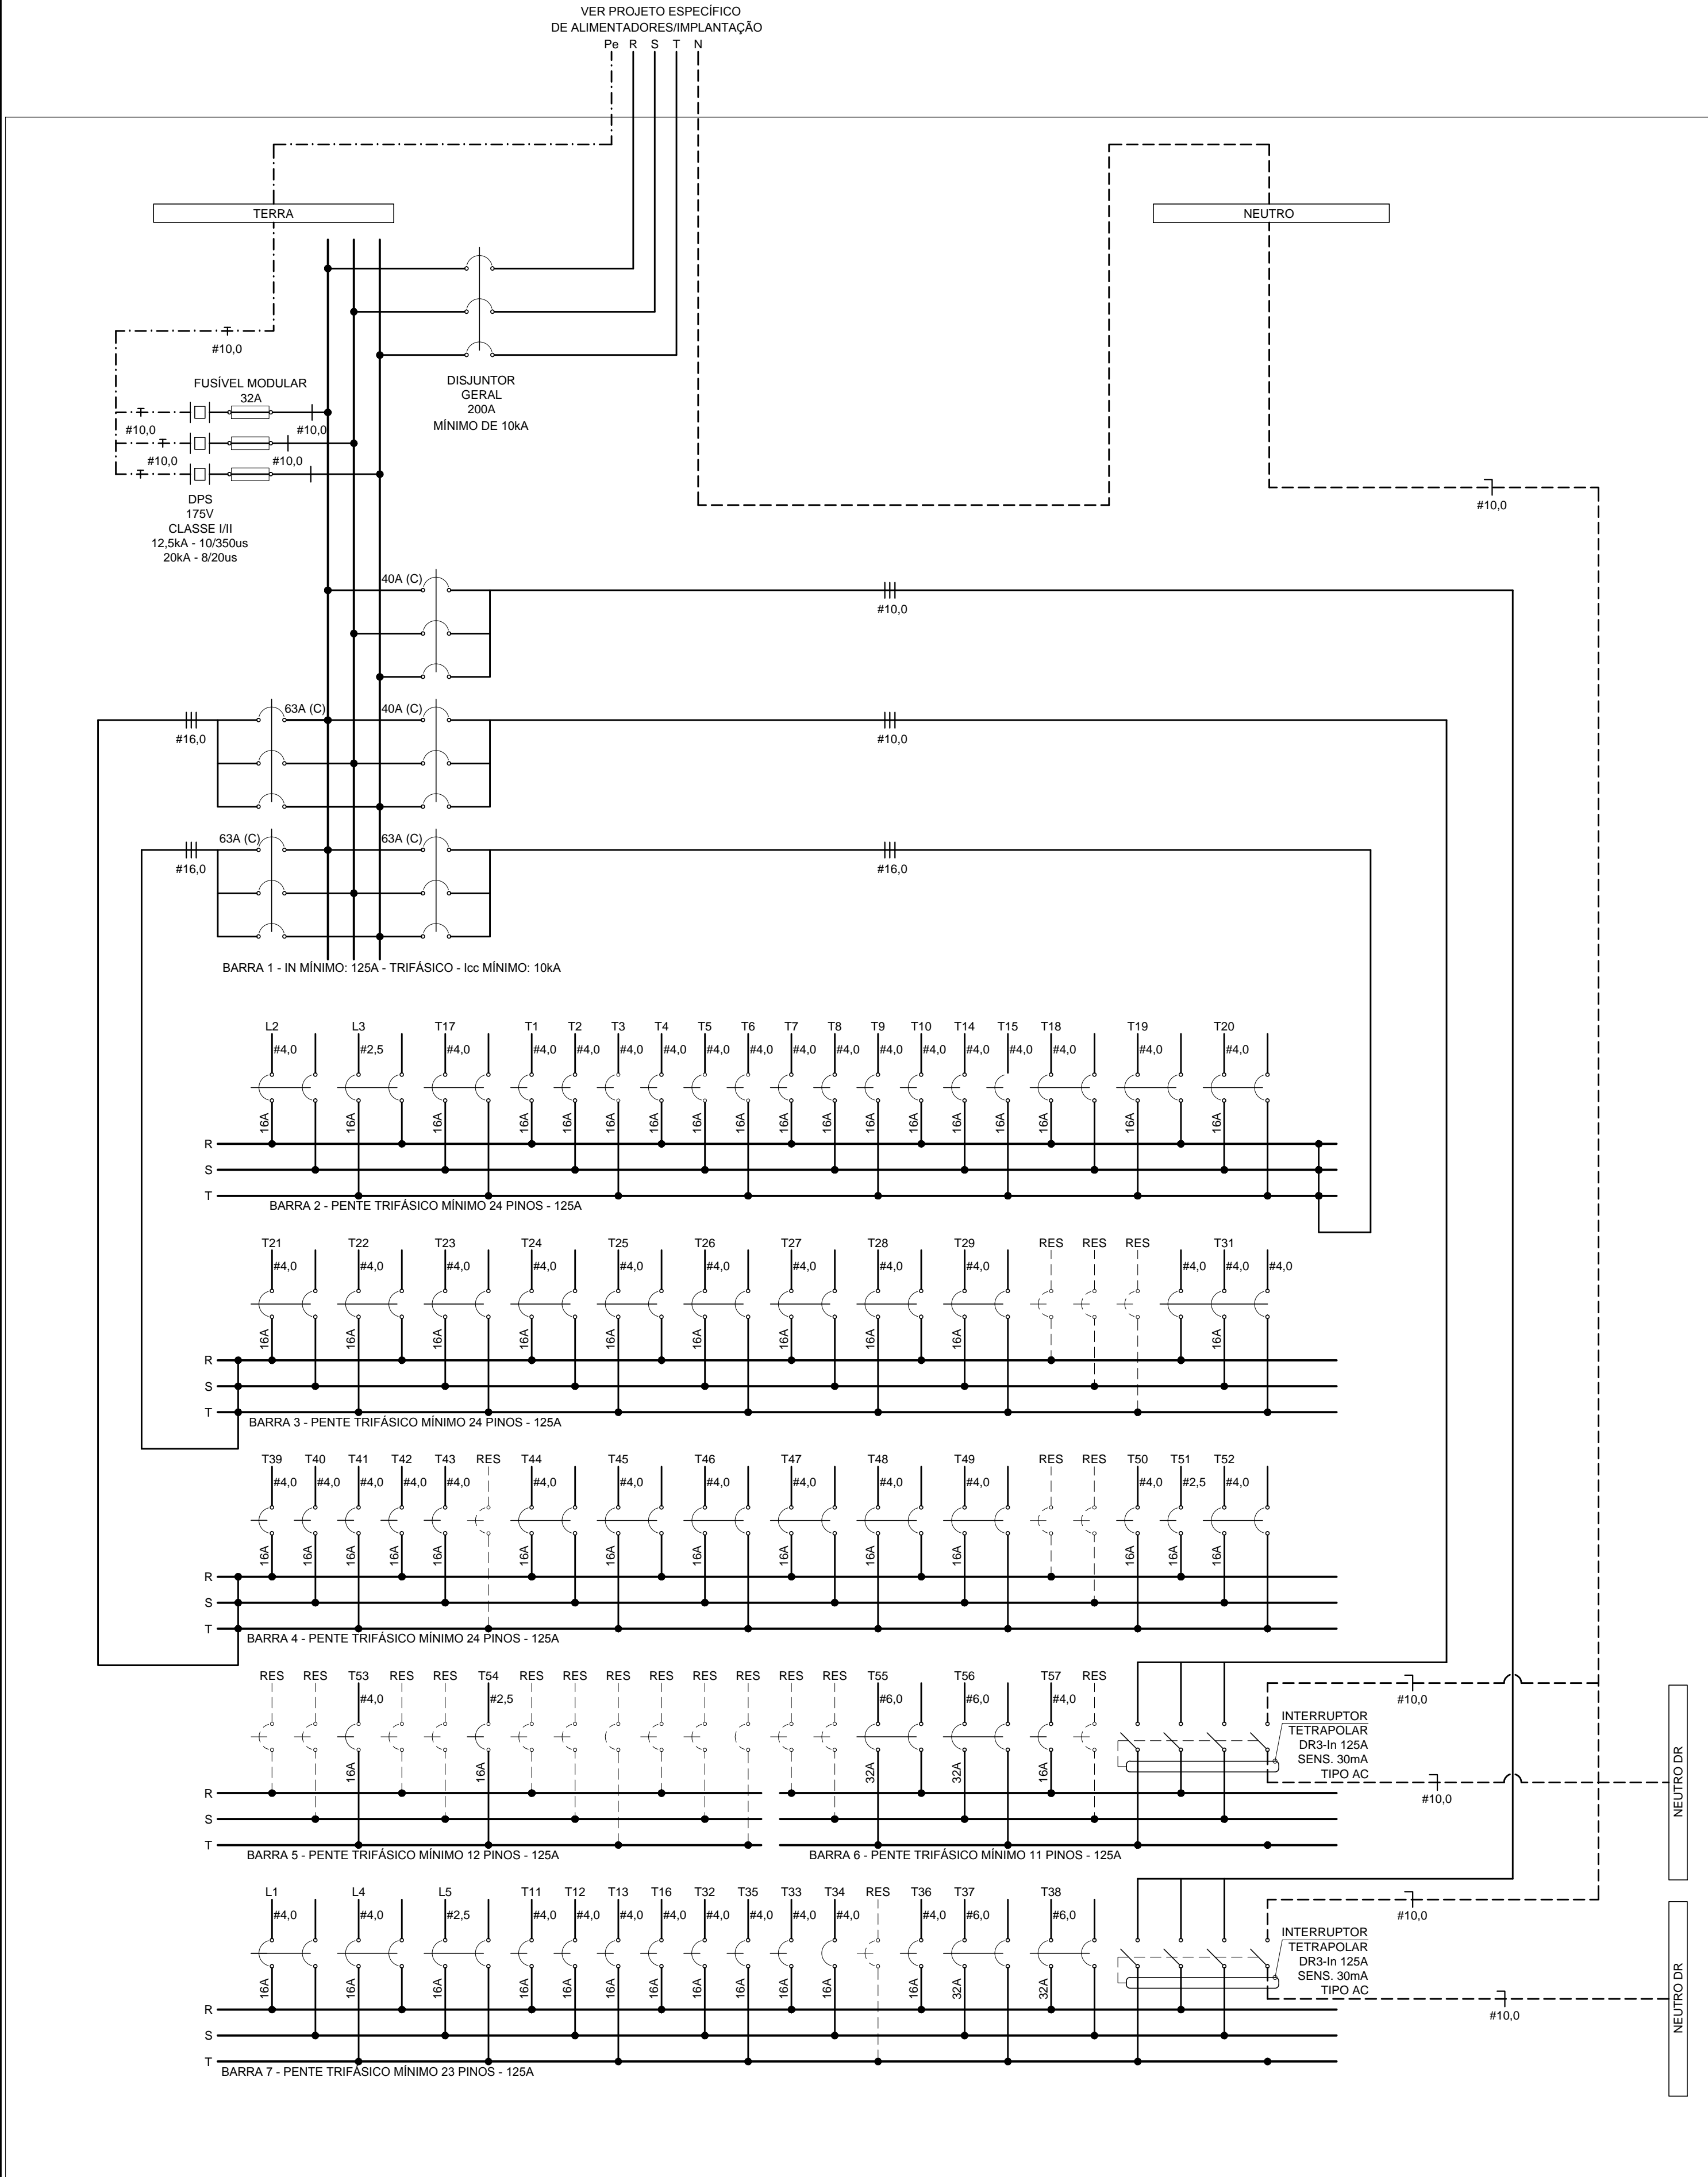 VER PROJETO ESPECÍFICO
DE ALIMENTADORES/IMPLANTAÇÃO
Pe R S T N
TERRA
NEUTRO
#10,0
FUSÍVEL MODULAR
32A
#10,0
#10,0
#10,0
#10,0
DPS
175V
CLASSE I/II
12,5kA - 10/350us
20kA - 8/20us
DISJUNTOR
GERAL
200A
MÍNIMO DE 10kA
#10,0
40A (C)
#10,0
63A (C)
40A (C)
#16,0
#10,0
63A (C)
63A (C)
#16,0
#16,0
BARRA 1 - IN MÍNIMO: 125A - TRIFÁSICO - Icc MÍNIMO: 10kA
L2 L3 T17 T1 T2 T3 T4 T5 T6 T7 T8 T9 T10 T14 T15 T18 T19 T20
#4,0 #2,5 #4,0 #4,0 #4,0 #4,0 #4,0 #4,0 #4,0 #4,0 #4,0 #4,0 #4,0 #4,0 #4,0 #4,0 #4,0 #4,0
16A 16A 16A 16A 16A 16A 16A 16A 16A 16A 16A 16A 16A 16A 16A 16A 16A 16A
R
S
T
BARRA 2 - PENTE TRIFÁSICO MÍNIMO 24 PINOS - 125A
T21 T22 T23 T24 T25 T26 T27 T28 T29 RES RES RES T31
#4,0 #4,0 #4,0 #4,0 #4,0 #4,0 #4,0 #4,0 #4,0 #4,0 #4,0 #4,0
16A 16A 16A 16A 16A 16A 16A 16A 16A 16A
R
S
T
BARRA 3 - PENTE TRIFÁSICO MÍNIMO 24 PINOS - 125A
T39 T40 T41 T42 T43 RES T44 T45 T46 T47 T48 T49 RES RES T50 T51 T52
#4,0 #4,0 #4,0 #4,0 #4,0 #4,0 #4,0 #4,0 #4,0 #4,0 #4,0 #4,0 #2,5 #4,0
16A 16A 16A 16A 16A 16A 16A 16A 16A 16A 16A 16A 16A 16A
R
S
T
BARRA 4 - PENTE TRIFÁSICO MÍNIMO 24 PINOS - 125A
RES RES T53 RES RES T54 RES RES RES RES RES RES RES RES T55 T56 T57 RES
#4,0 #2,5 #6,0 #6,0 #4,0
#10,0
INTERRUPTOR
TETRAPOLAR
DR3-In 125A
SENS. 30mA
TIPO AC
16A 16A 32A 32A 16A
#10,0
NEUTRO DR
R
S
T
BARRA 5 - PENTE TRIFÁSICO MÍNIMO 12 PINOS - 125A
BARRA 6 - PENTE TRIFÁSICO MÍNIMO 11 PINOS - 125A
L1 L4 L5 T11 T12 T13 T16 T32 T35 T33 T34 RES T36 T37 T38
#4,0 #4,0 #2,5 #4,0 #4,0 #4,0 #4,0 #4,0 #4,0 #4,0 #4,0 #4,0 #6,0 #6,0
#10,0
INTERRUPTOR
TETRAPOLAR
DR3-In 125A
SENS. 30mA
TIPO AC
16A 16A 16A 16A 16A 16A 16A 16A 16A 16A 16A 16A 32A 32A
#10,0
NEUTRO DR
R
S
T
BARRA 7 - PENTE TRIFÁSICO MÍNIMO 23 PINOS - 125A